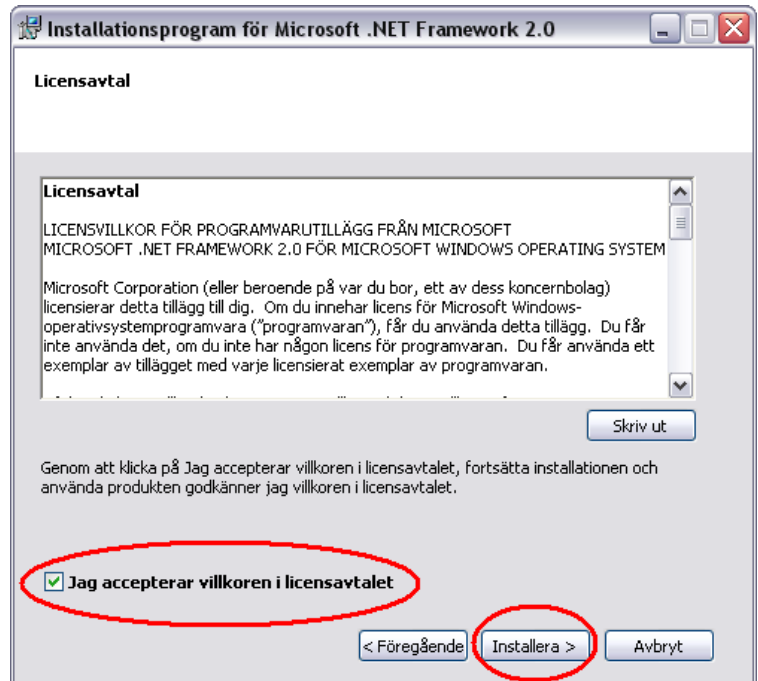 Installationsprogram för Microsoft .NET Framework 2.0
Licensavtal
Licensavtal
LICENSVILLKOR FÖR PROGRAMVARUTILLÄGG FRÅN MICROSOFT
MICROSOFT .NET FRAMEWORK 2.0 FÖR MICROSOFT WINDOWS OPERATING SYSTEM
Microsoft Corporation (eller beroende på var du bor, ett av dess koncernbolag)
licensierar detta tillägg till dig. Om du innehar licens för Microsoft Windows-
operativsystemprogramvara ("programvaran"), får du använda detta tillägg. Du får
inte använda det, om du inte har någon licens för programvaran. Du får använda ett
exemplar av tillägget med varje licensierat exemplar av programvaran.
Skriv ut
Genom att klicka på Jag accepterar villkoren i licensavtalet, fortsätta installationen och
använda produkten godkänner jag villkoren i licensavtalet.
Jag accepterar villkoren i licensavtalet
< Föregående
Installera >
Avbryt